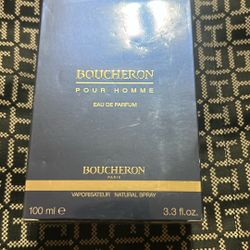 BOUCHERON
POUR HOMME
EAU DE PARFUM
BOUCHERON
PARIS
VAPORISATEUR NATURAL SPRAY
100 ml ℮ 3.3 fl.oz.